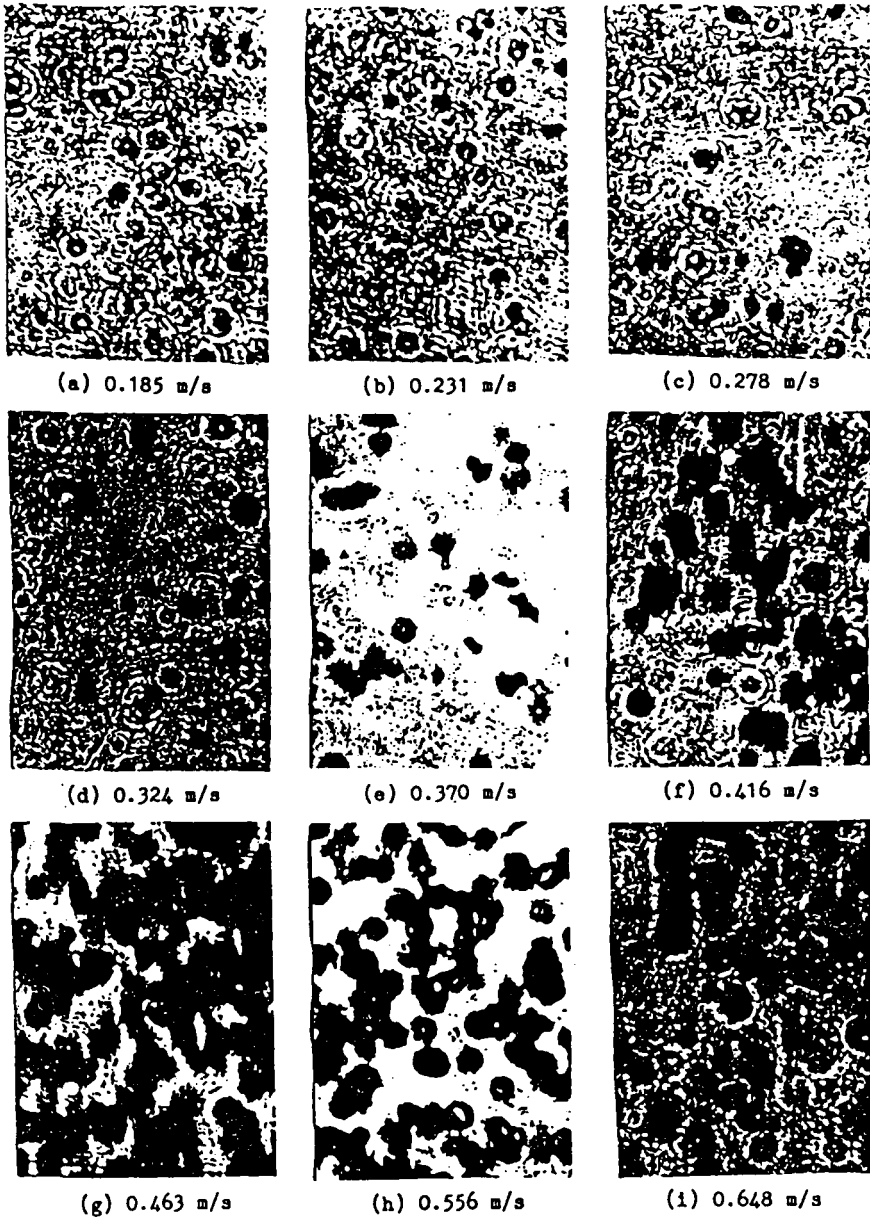 (a) 0.185 m/s
(b) 0.231 m/s
(c) 0.278 m/s
(d) 0.324 m/s
(e) 0.370 m/s
(f) 0.416 m/s
(g) 0.463 m/s
(h) 0.556 m/s
(i) 0.648 m/s